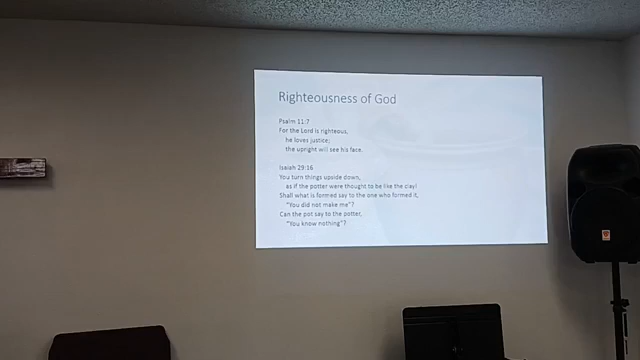 Righteousness of God
Psalm 11:7
For the Lord is righteous,
he loves justice;
the upright will see his face.
Isaiah 29:16
You turn things upside down,
as if the potter were thought to be like the clay!
Shall what is formed say to the one who formed it,
"You did not make me"?
Can the pot say to the potter,
"You know nothing"?